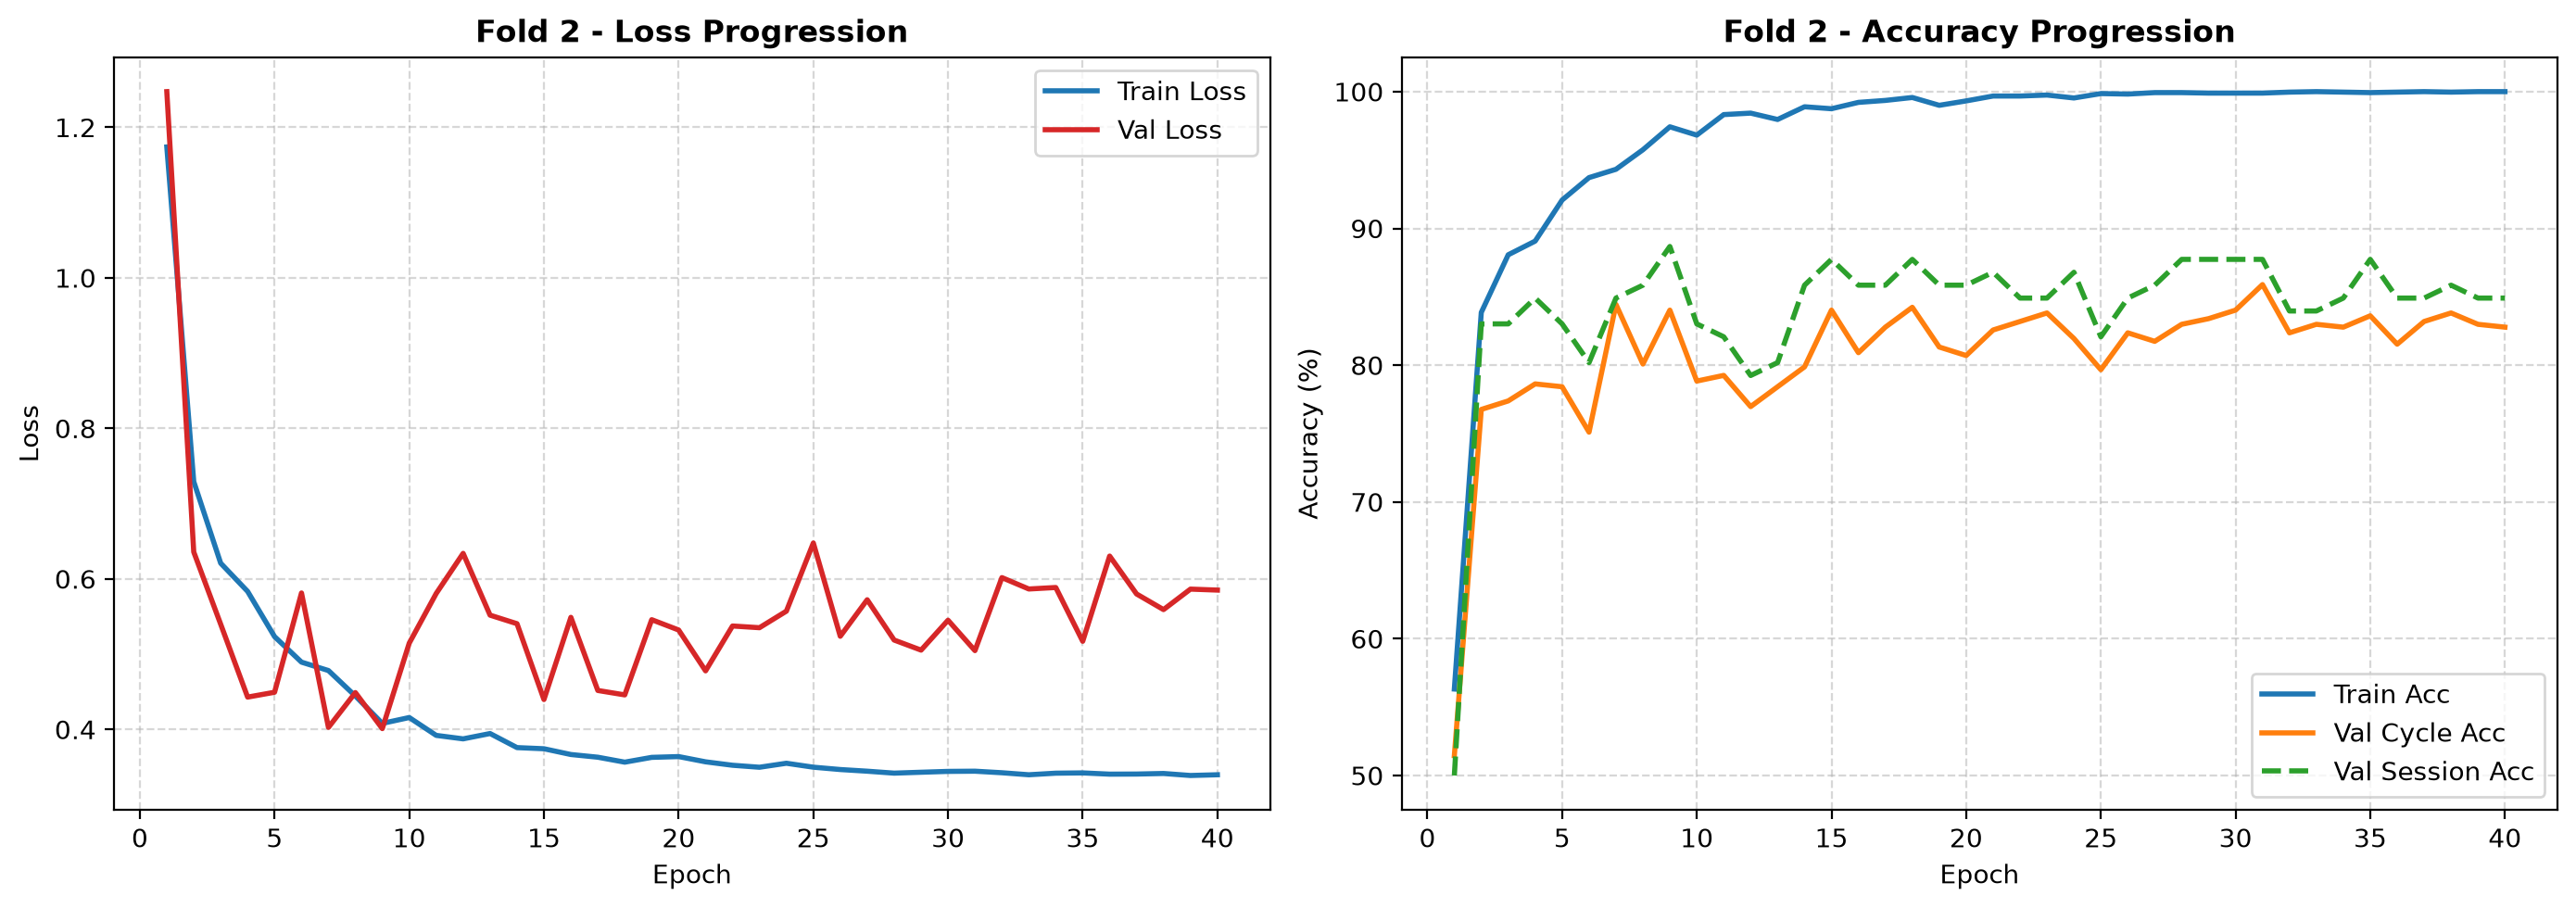 Fold 2 - Loss Progression
Train Loss
Val Loss
1.2
1.0
0.8
0.6
0.4
Loss
0 5 10 15 20 25 30 35 40
Epoch
Fold 2 - Accuracy Progression
100
90
80
70
60
50
Accuracy (%)
Train Acc
Val Cycle Acc
Val Session Acc
0 5 10 15 20 25 30 35 40
Epoch